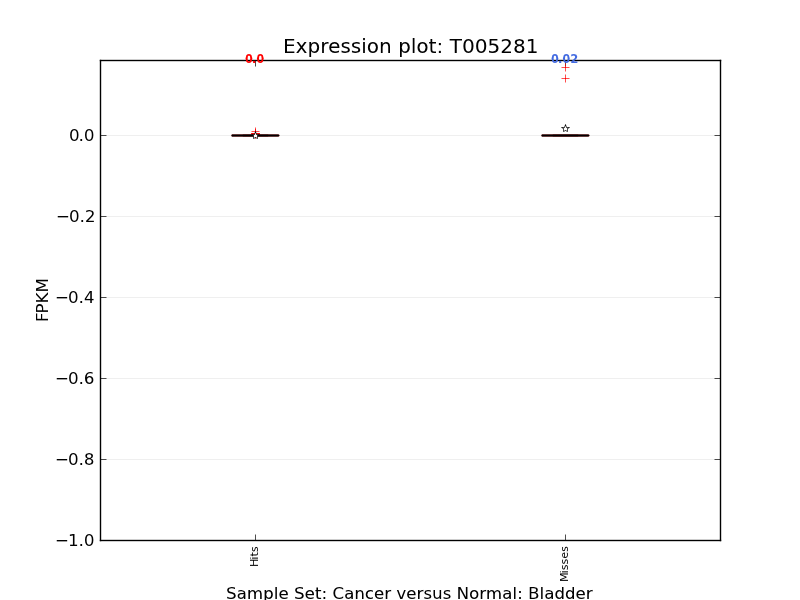 Expression plot: T005281
0.0
0.02
0.0
−0.2
−0.4
−0.6
−0.8
−1.0
FPKM
Hits
Misses
Sample Set: Cancer versus Normal: Bladder